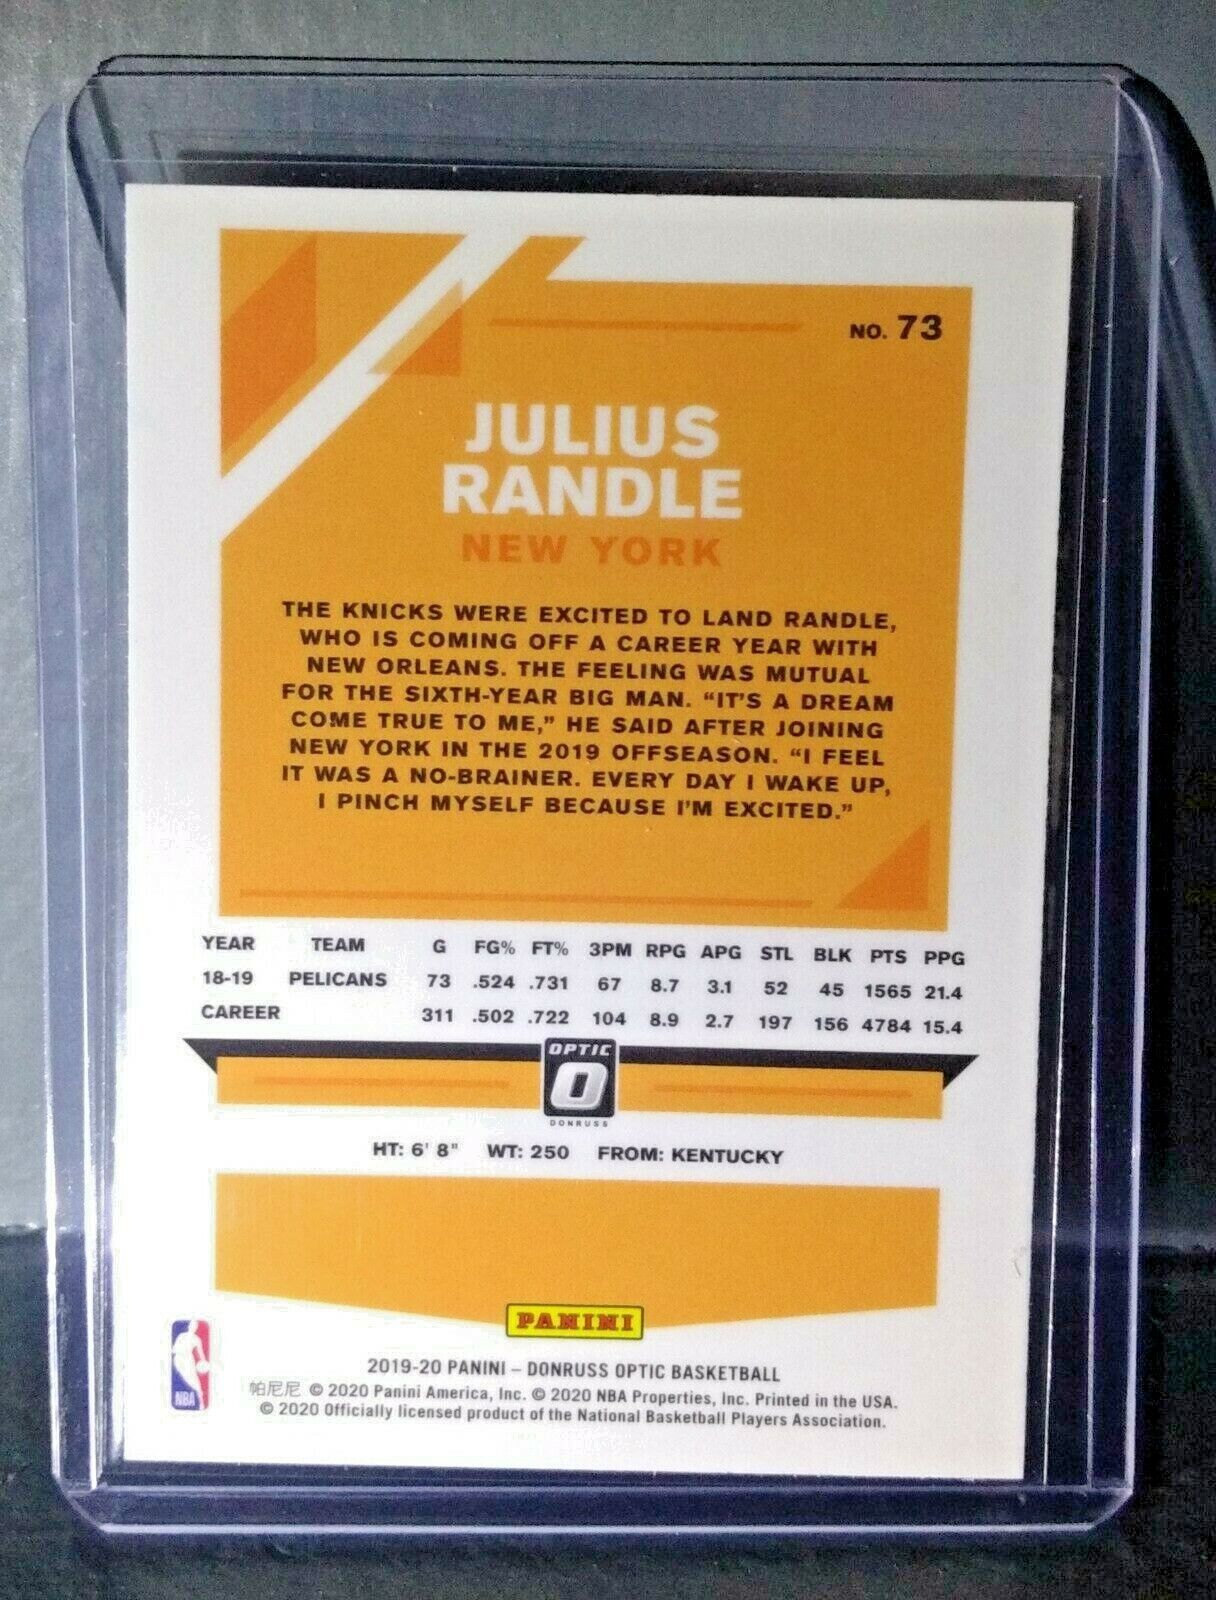 NO. 73
JULIUS
RANDLE
NEW YORK
THE KNICKS WERE EXCITED TO LAND RANDLE,
WHO IS COMING OFF A CAREER YEAR WITH
NEW ORLEANS. THE FEELING WAS MUTUAL
FOR THE SIXTH-YEAR BIG MAN. “IT'S A DREAM
COME TRUE TO ME,” HE SAID AFTER JOINING
NEW YORK IN THE 2019 OFFSEASON. “I FEEL
IT WAS A NO-BRAINER. EVERY DAY I WAKE UP,
I PINCH MYSELF BECAUSE I'M EXCITED.”
YEAR TEAM G FG% FT% 3PM RPG APG STL BLK PTS PPG
18-19 PELICANS 73 .524 .731 67 8.7 3.1 52 45 1565 21.4
CAREER 311 .502 .722 104 8.9 2.7 197 156 4784 15.4
OPTIC
O
DONRUSS
HT: 6' 8" WT: 250 FROM: KENTUCKY
PANINI
NBA
2019-20 PANINI – DONRUSS OPTIC BASKETBALL
帕尼尼 © 2020 Panini America, Inc. © 2020 NBA Properties, Inc. Printed in the USA.
© 2020 Officially licensed product of the National Basketball Players Association.